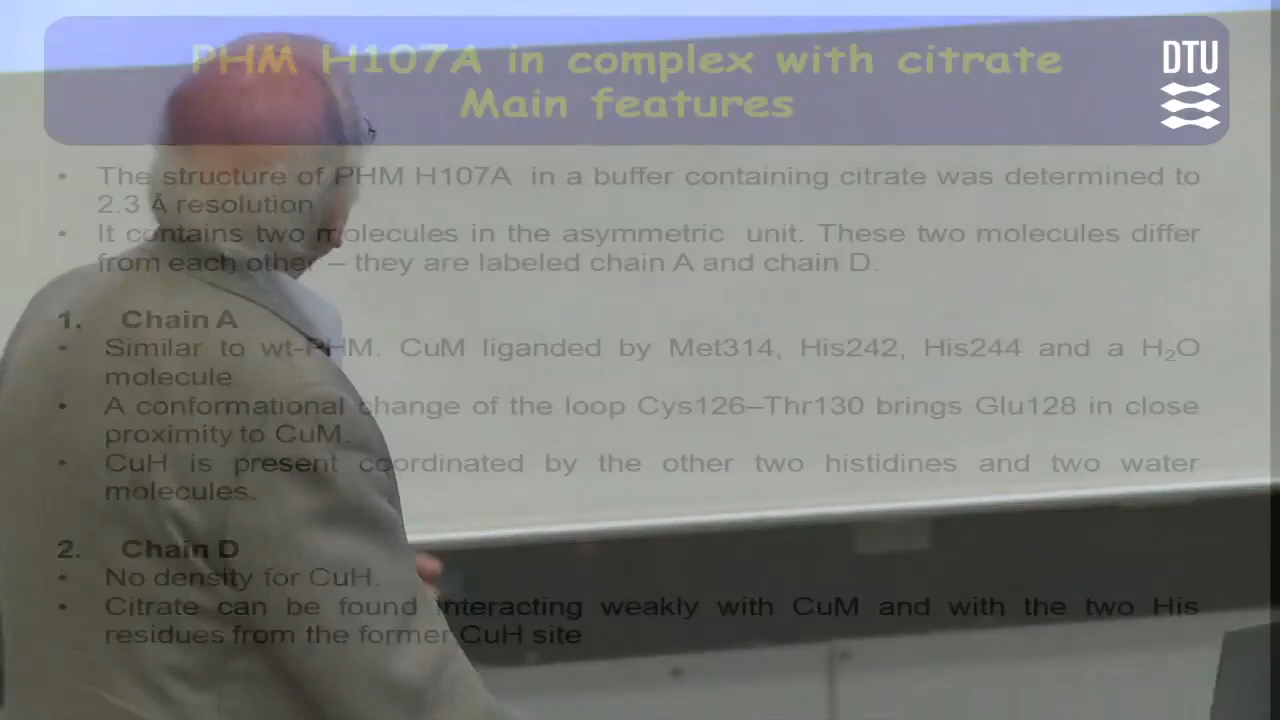 PHM H107A in complex with citrate
Main features
DTU
• The structure of PHM H107A in a buffer containing citrate was determined to
2.3 Å resolution
• It contains two molecules in the asymmetric unit. These two molecules differ
from each other – they are labeled chain A and chain D.
1. Chain A
• Similar to wt-PHM. CuM liganded by Met314, His242, His244 and a H₂O
molecule.
• A conformational change of the loop Cys126–Thr130 brings Glu128 in close
proximity to CuM.
• CuH is present coordinated by the other two histidines and two water
molecules.
2. Chain D
• No density for CuH.
• Citrate can be found interacting weakly with CuM and with the two His
residues from the former CuH site